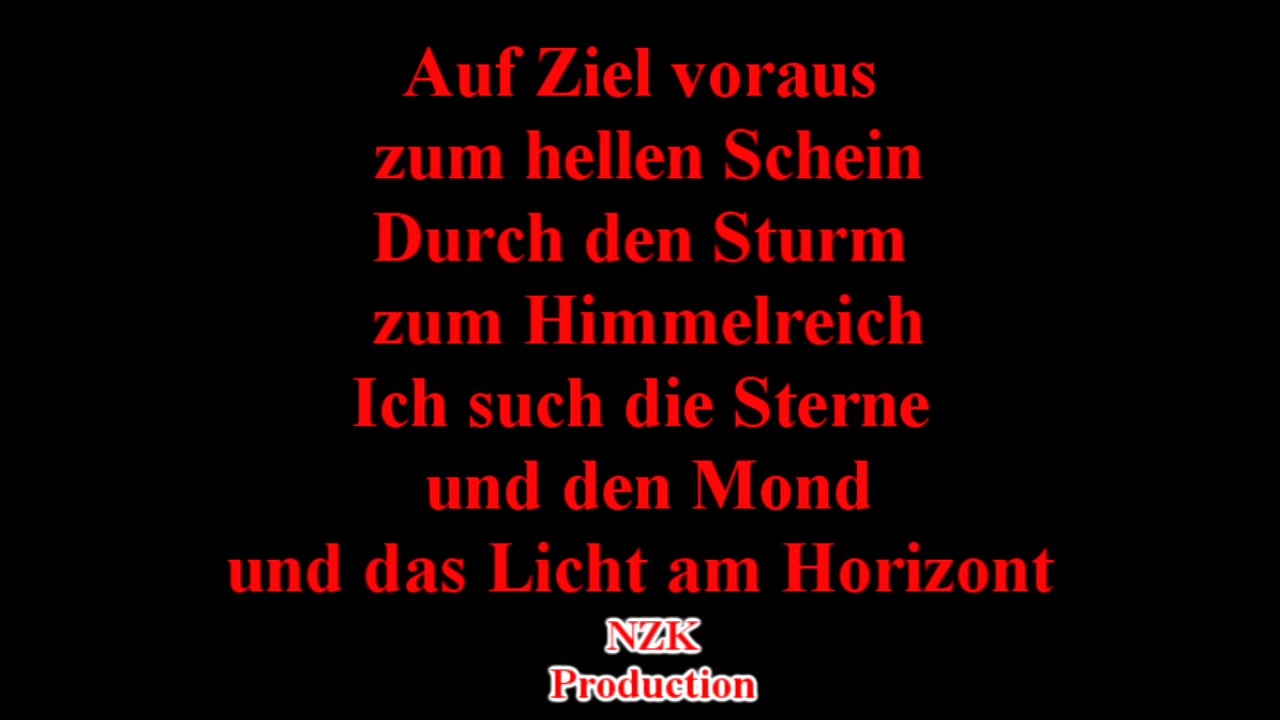 Auf Ziel voraus
zum hellen Schein
Durch den Sturm
zum Himmelreich
Ich such die Sterne
und den Mond
und das Licht am Horizont
NZK
Production